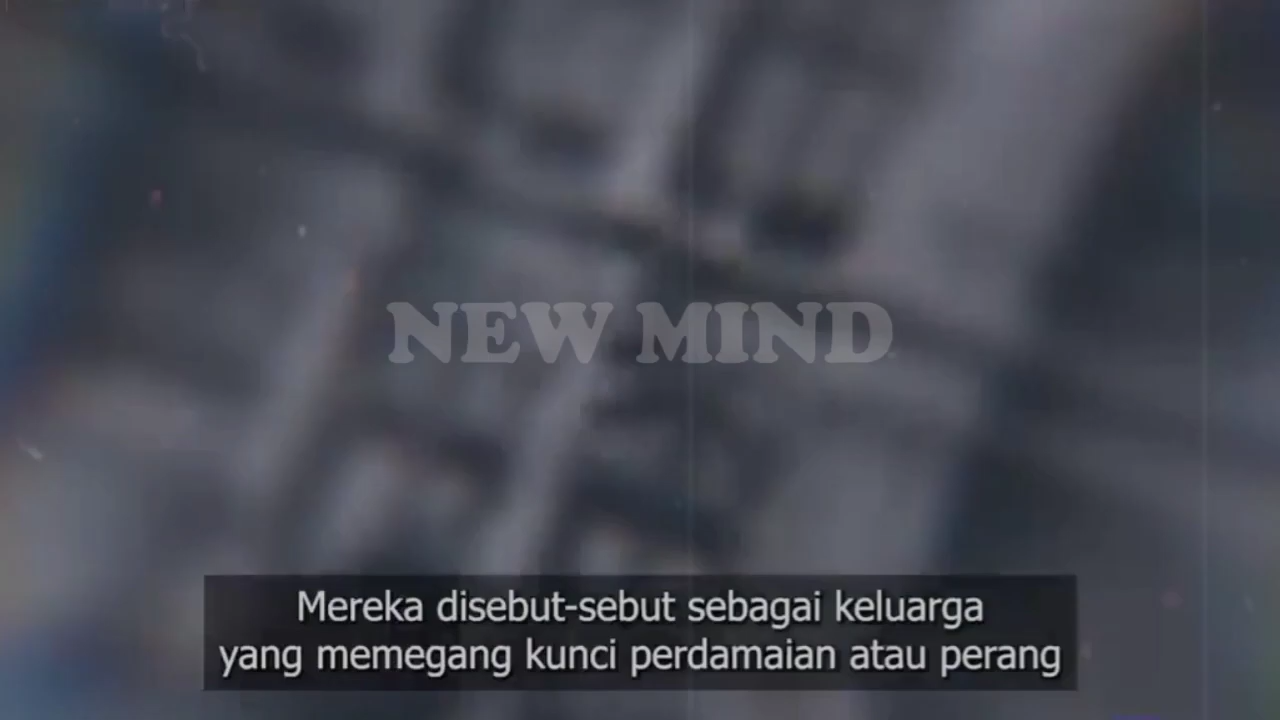 NEW MIND
Mereka disebut-sebut sebagai keluarga
yang memegang kunci perdamaian atau perang